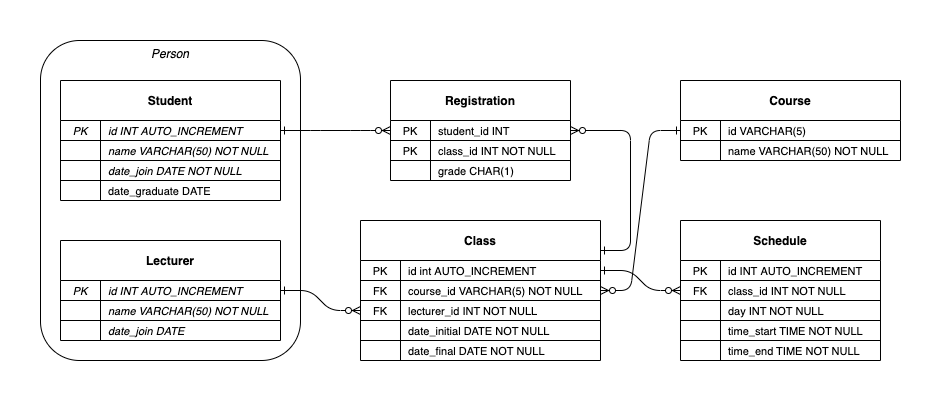 Person
Student
PK id INT AUTO_INCREMENT
name VARCHAR(50) NOT NULL
date_join DATE NOT NULL
date_graduate DATE
Lecturer
PK id INT AUTO_INCREMENT
name VARCHAR(50) NOT NULL
date_join DATE
Registration
PK student_id INT
PK class_id INT NOT NULL
grade CHAR(1)
Class
PK id int AUTO_INCREMENT
FK course_id VARCHAR(5) NOT NULL
FK lecturer_id INT NOT NULL
date_initial DATE NOT NULL
date_final DATE NOT NULL
Course
PK id VARCHAR(5)
name VARCHAR(50) NOT NULL
Schedule
PK id INT AUTO_INCREMENT
FK class_id INT NOT NULL
day INT NOT NULL
time_start TIME NOT NULL
time_end TIME NOT NULL